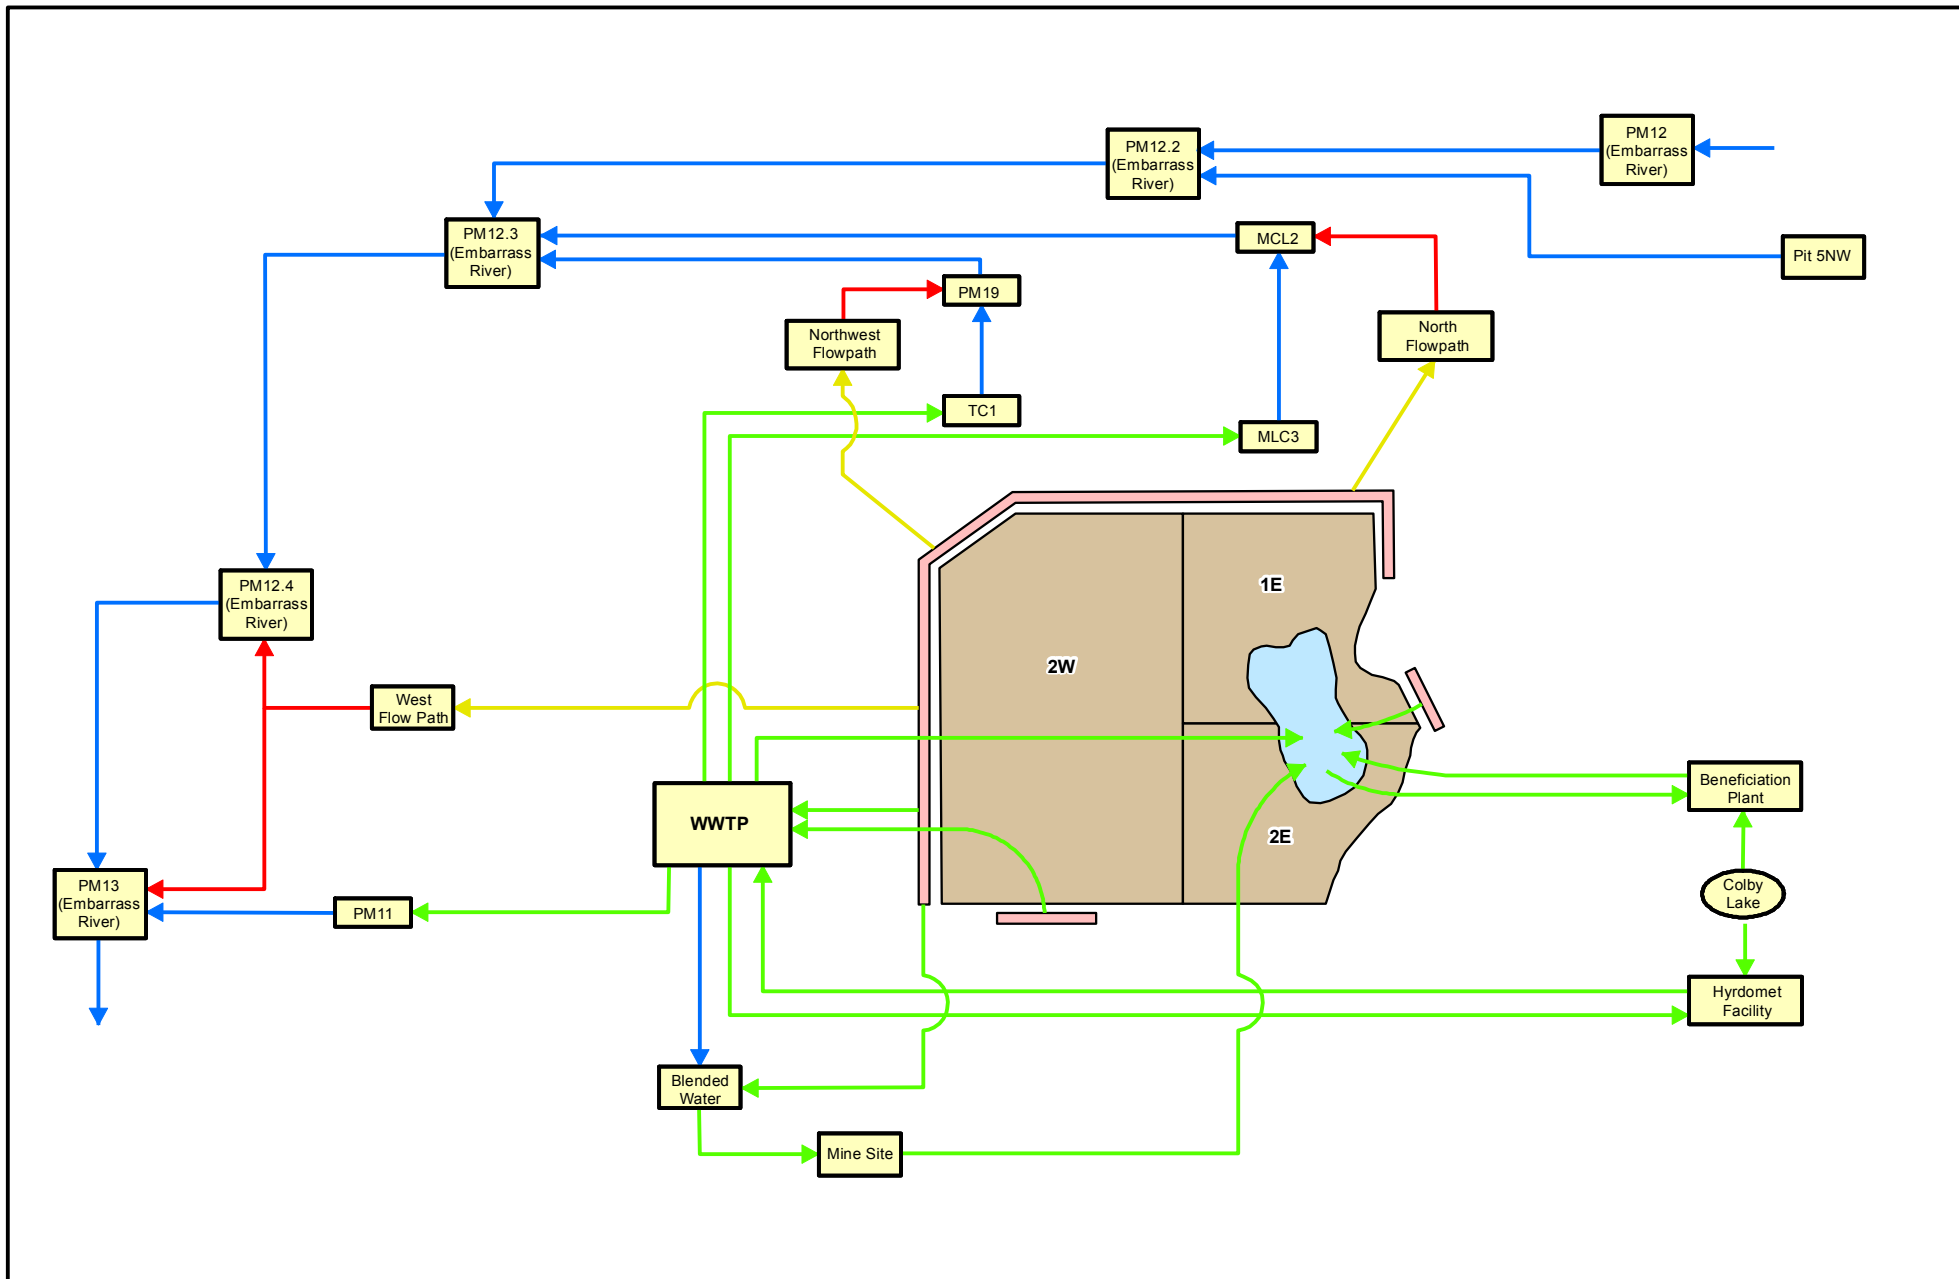 PM12
(Embarrass
River)
PM12.2
(Embarrass
River)
PM12.3
(Embarrass
River)
MCL2
Pit 5NW
PM19
Northwest
Flowpath
North
Flowpath
TC1
MLC3
PM12.4
(Embarrass
River)
1E
2W
West
Flow Path
WWTP
2E
Beneficiation
Plant
PM13
(Embarrass
River)
PM11
Colby
Lake
Hyrdomet
Facility
Blended
Water
Mine Site